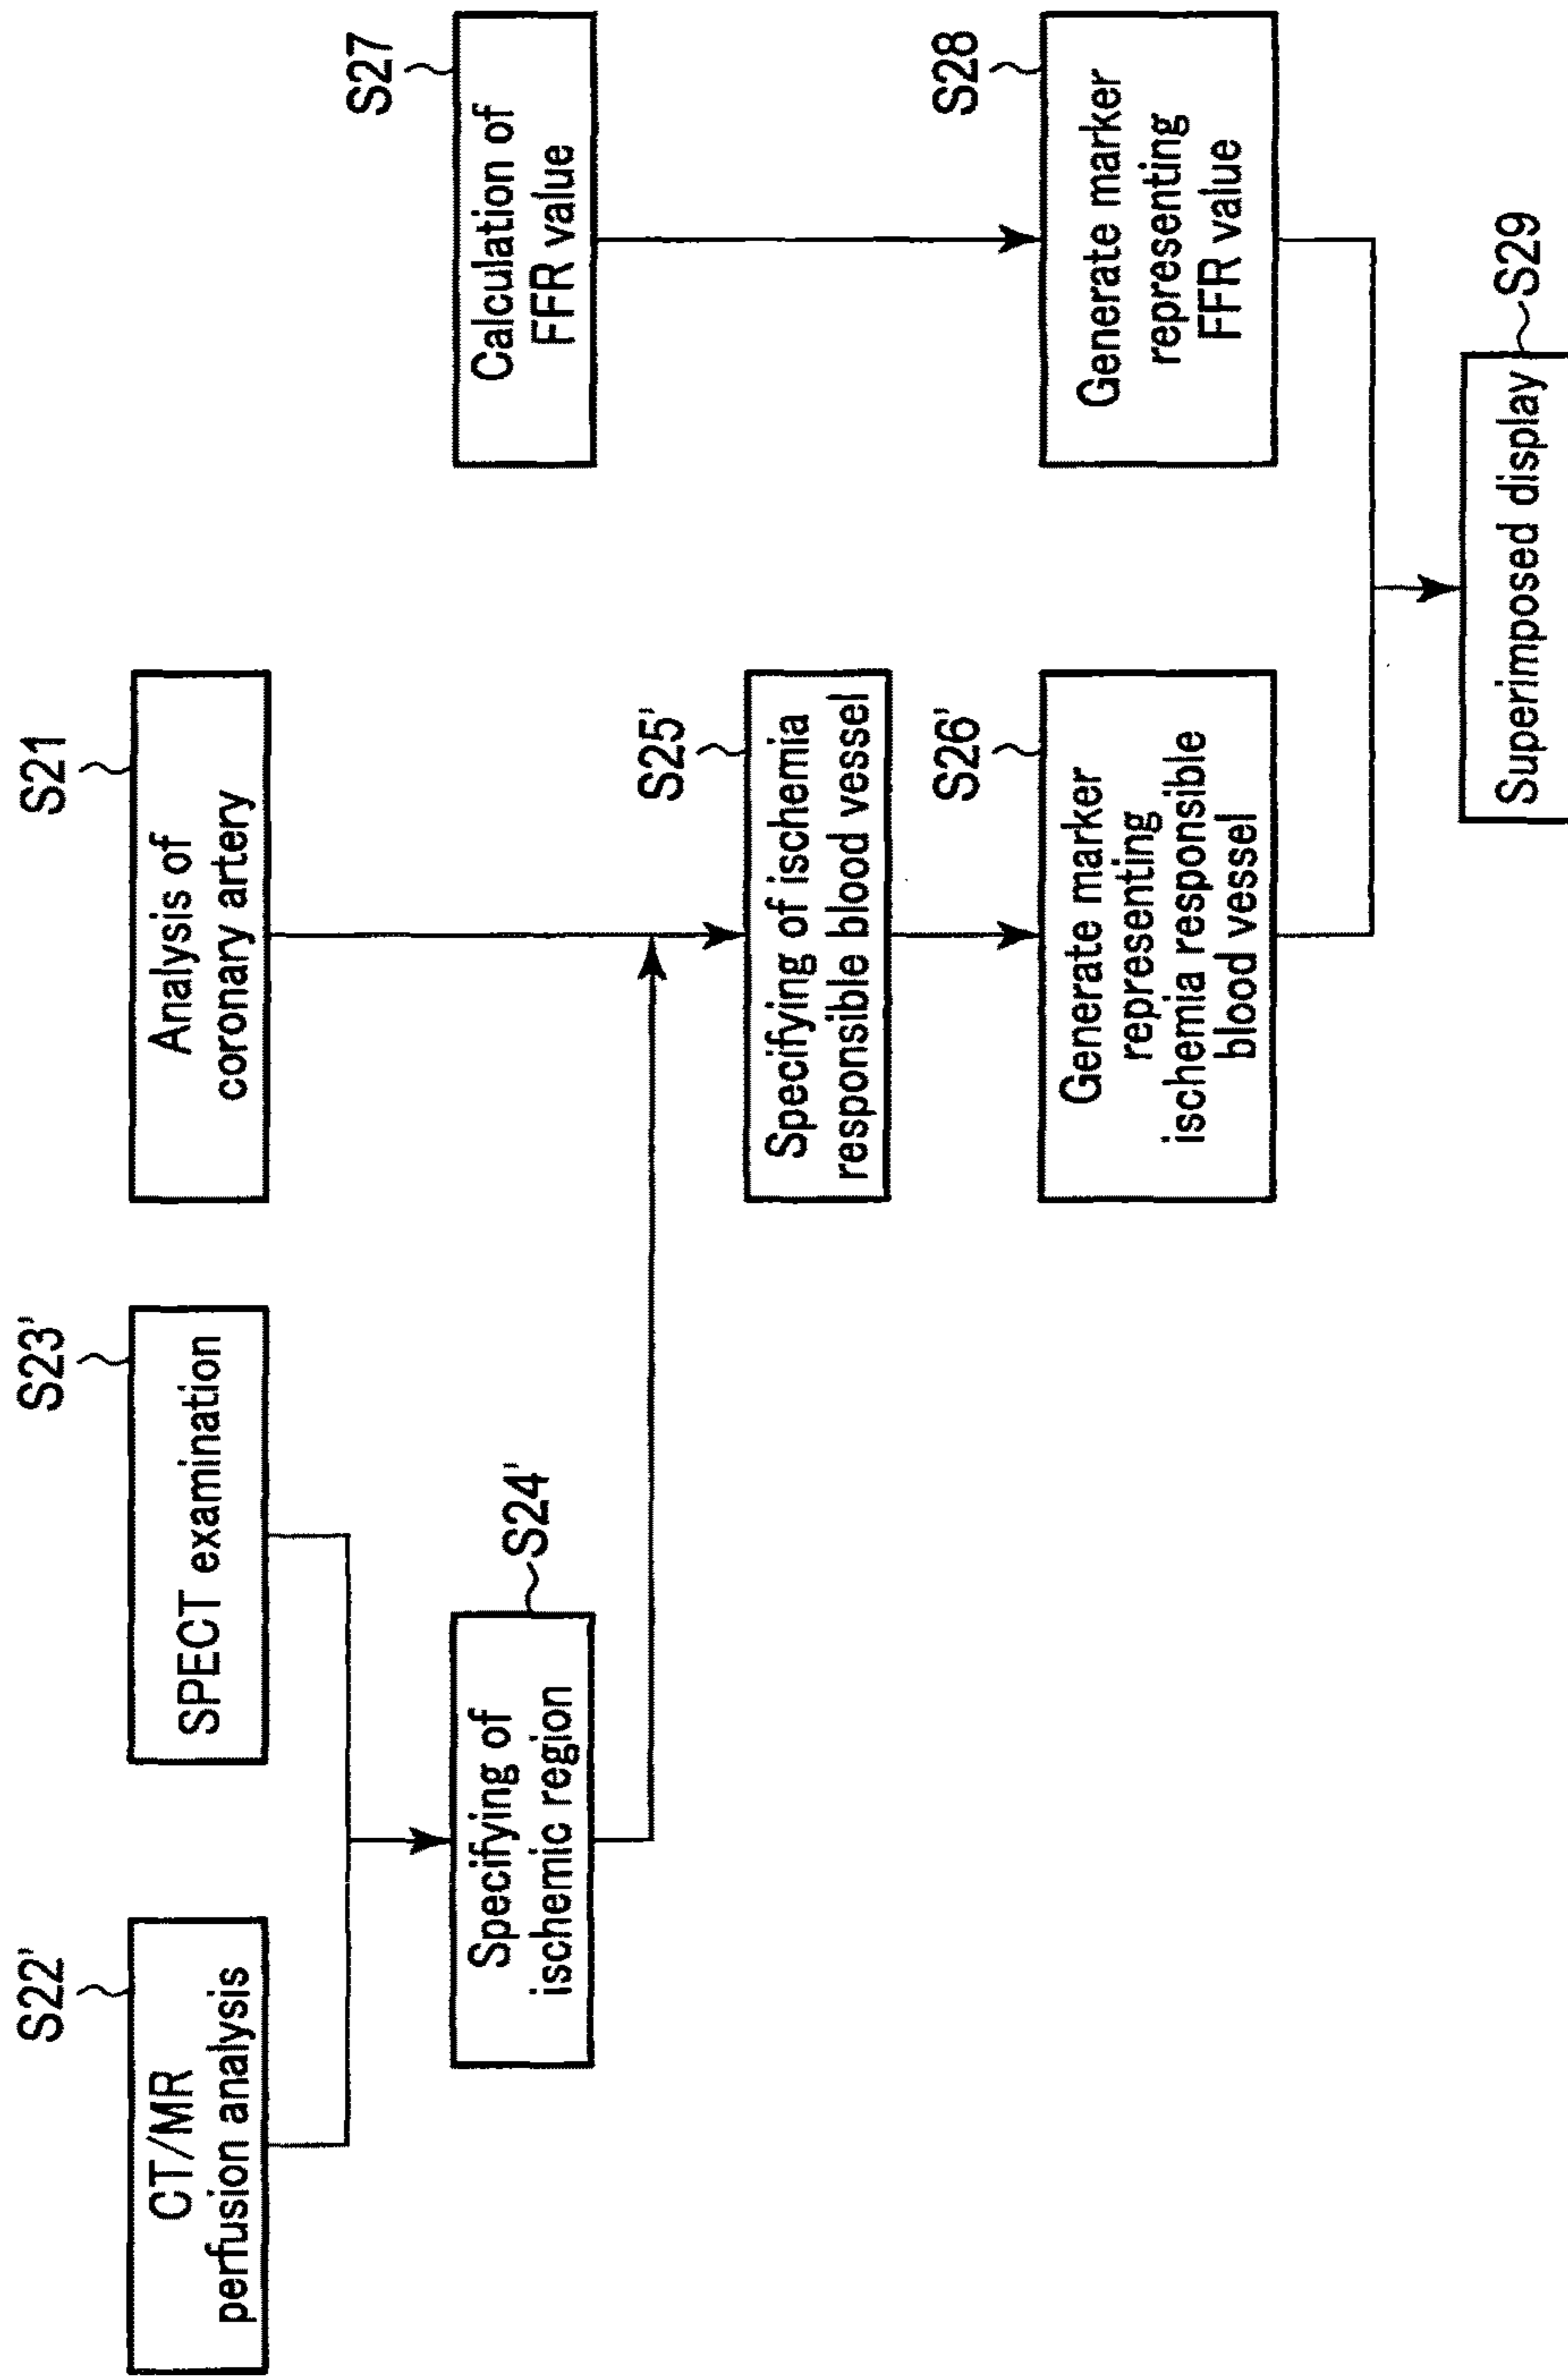 S22'
CT/MR
perfusion analysis
S23'
SPECT examination
S21
Analysis of
coronary artery
S24'
Specifying of
ischemic region
S27
Calculation of
FFR value
S25'
Specifying of ischemia
responsible blood vessel
S26'
Generate marker
representing
ischemia responsible
blood vessel
S28
Generate marker
representing
FFR value
S29
Superimposed display